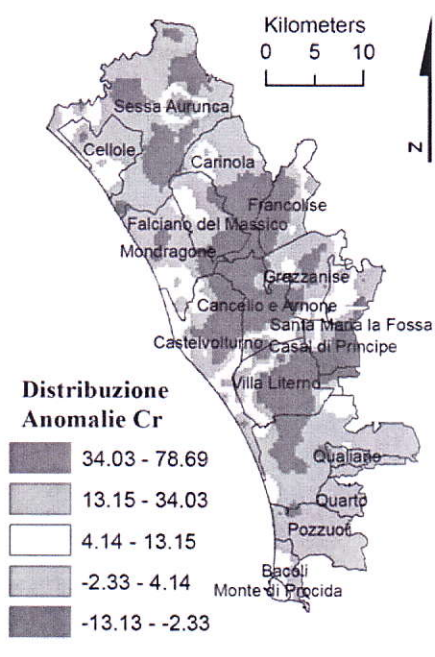 Kilometers
0 5 10
N
Sessa Aurunca
Cellole
Carinola
Francolise
Falciano del Massico
Mondragone
Grazzanise
Cancello e Arnone
Santa Maria la Fossa
Castelvolturno
Casal di Principe
Villa Literno
Distribuzione
Anomalie Cr
34.03 - 78.69
13.15 - 34.03
4.14 - 13.15
-2.33 - 4.14
-13.13 - -2.33
Qualiano
Quarto
Pozzuoli
Bacoli
Monte di Procida